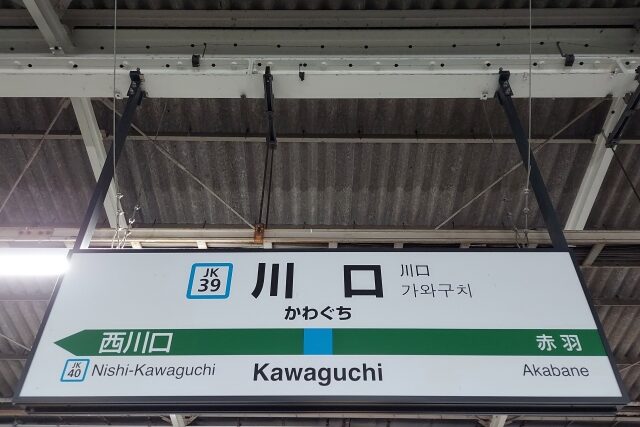 JK
39
川口
川口
가와구치
かわぐち
西川口
赤羽
JK
40
Nishi-Kawaguchi
Kawaguchi
Akabane